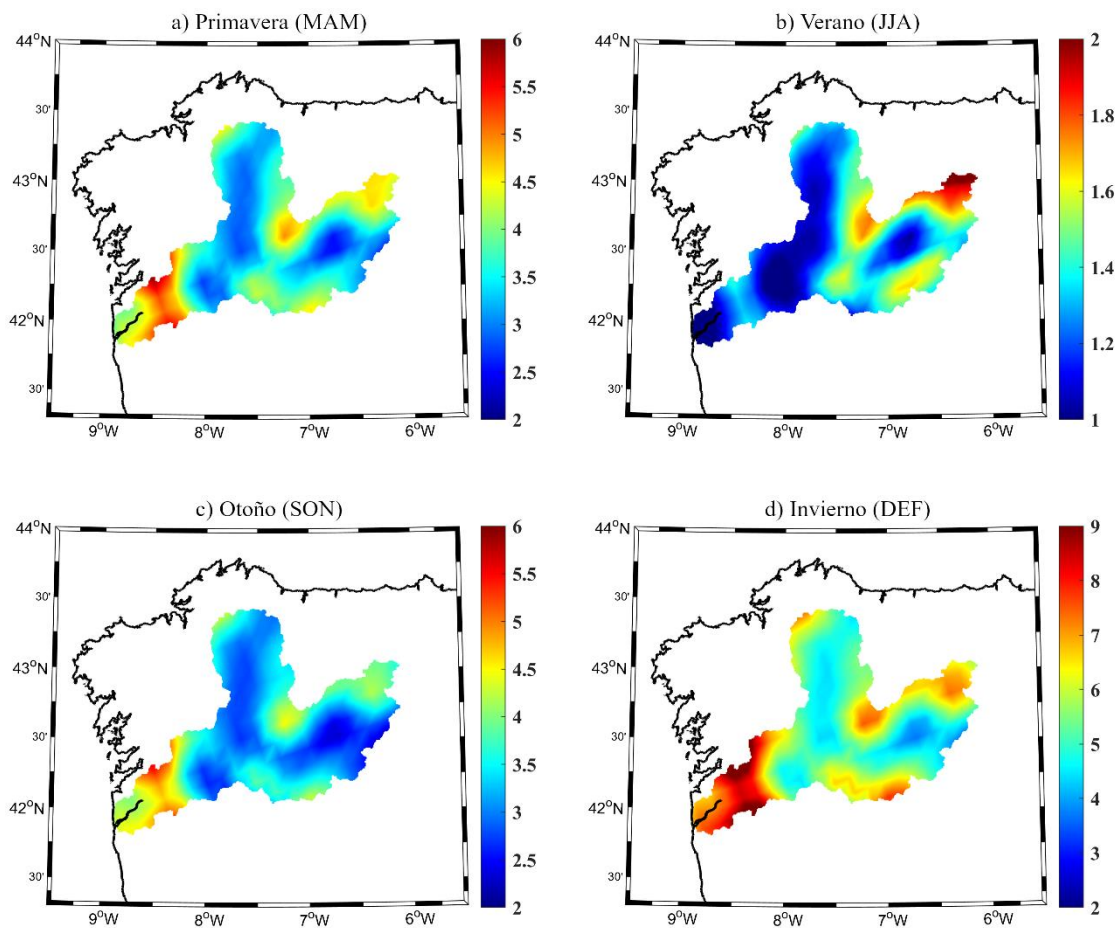 a) Primavera (MAM)
44°N
30'
43°N
30'
42°N
30'
9°W 8°W 7°W 6°W
6
5.5
5
4.5
4
3.5
3
2.5
2
b) Verano (JJA)
44°N
30'
43°N
30'
42°N
30'
9°W 8°W 7°W 6°W
2
1.8
1.6
1.4
1.2
1
c) Otoño (SON)
44°N
30'
43°N
30'
42°N
30'
9°W 8°W 7°W 6°W
6
5.5
5
4.5
4
3.5
3
2.5
2
d) Invierno (DEF)
44°N
30'
43°N
30'
42°N
30'
9°W 8°W 7°W 6°W
9
8
7
6
5
4
3
2